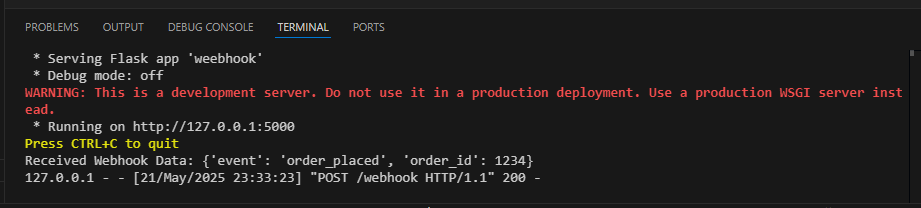 PROBLEMS OUTPUT DEBUG CONSOLE TERMINAL PORTS
* Serving Flask app 'weebhook'
* Debug mode: off
WARNING: This is a development server. Do not use it in a production deployment. Use a production WSGI server inst
ead.
* Running on http://127.0.0.1:5000
Press CTRL+C to quit
Received Webhook Data: {'event': 'order_placed', 'order_id': 1234}
127.0.0.1 - - [21/May/2025 23:33:23] "POST /webhook HTTP/1.1" 200 -